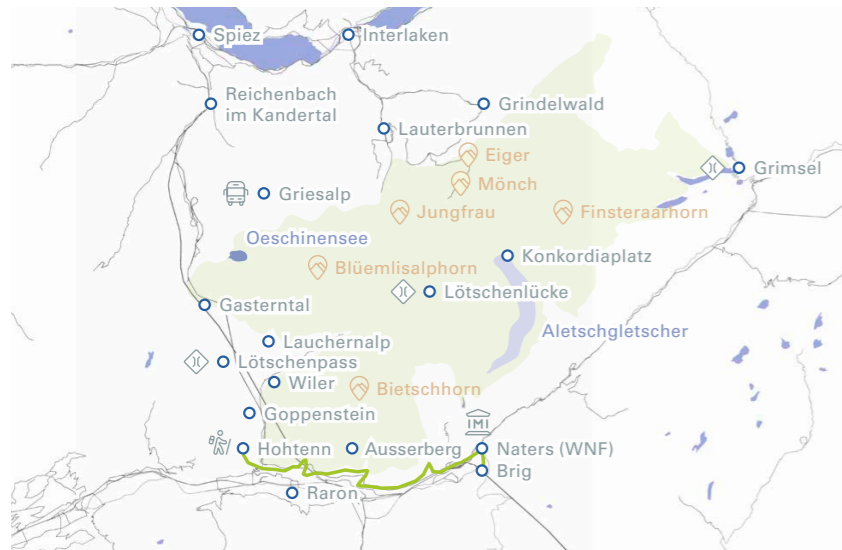 Spiez
Interlaken
Reichenbach
im Kandertal
Grindelwald
Lauterbrunnen
Eiger
Grimsel
Mönch
Griesalp
Jungfrau
Finsteraarhorn
Oeschinensee
Konkordiaplatz
Blüemlisalphorn
Lötschenlücke
Gasterntal
Aletschgletscher
Lauchernalp
Lötschenpass
Wiler
Bietschhorn
Goppenstein
Hohtenn
Ausserberg
Naters (WNF)
Brig
Raron